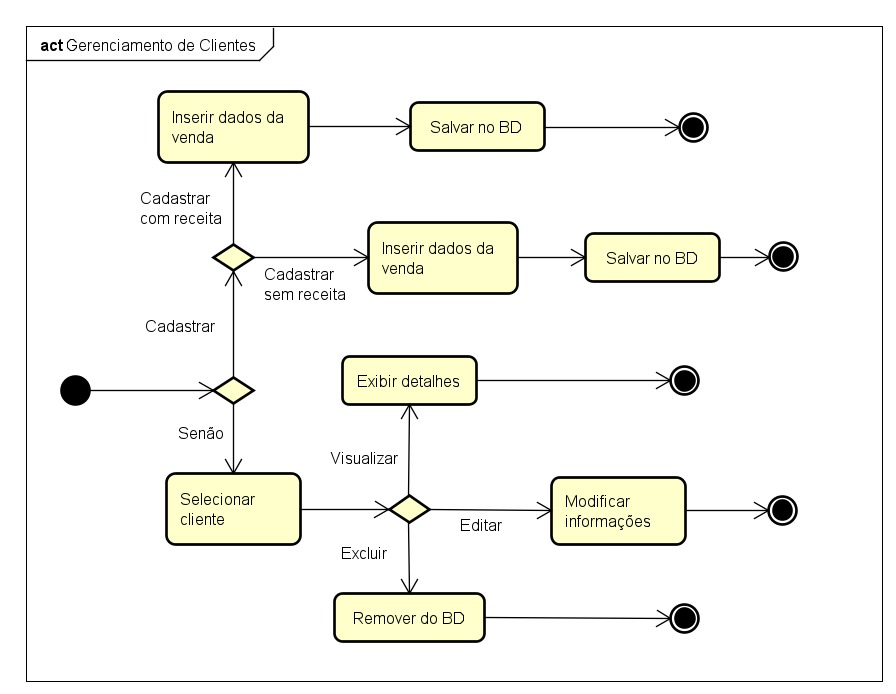 act Gerenciamento de Clientes
Inserir dados da
venda
Salvar no BD
Cadastrar
com receita
Inserir dados da
venda
Salvar no BD
Cadastrar
sem receita
Cadastrar
Exibir detalhes
Senão
Visualizar
Selecionar
cliente
Modificar
informações
Editar
Excluir
Remover do BD